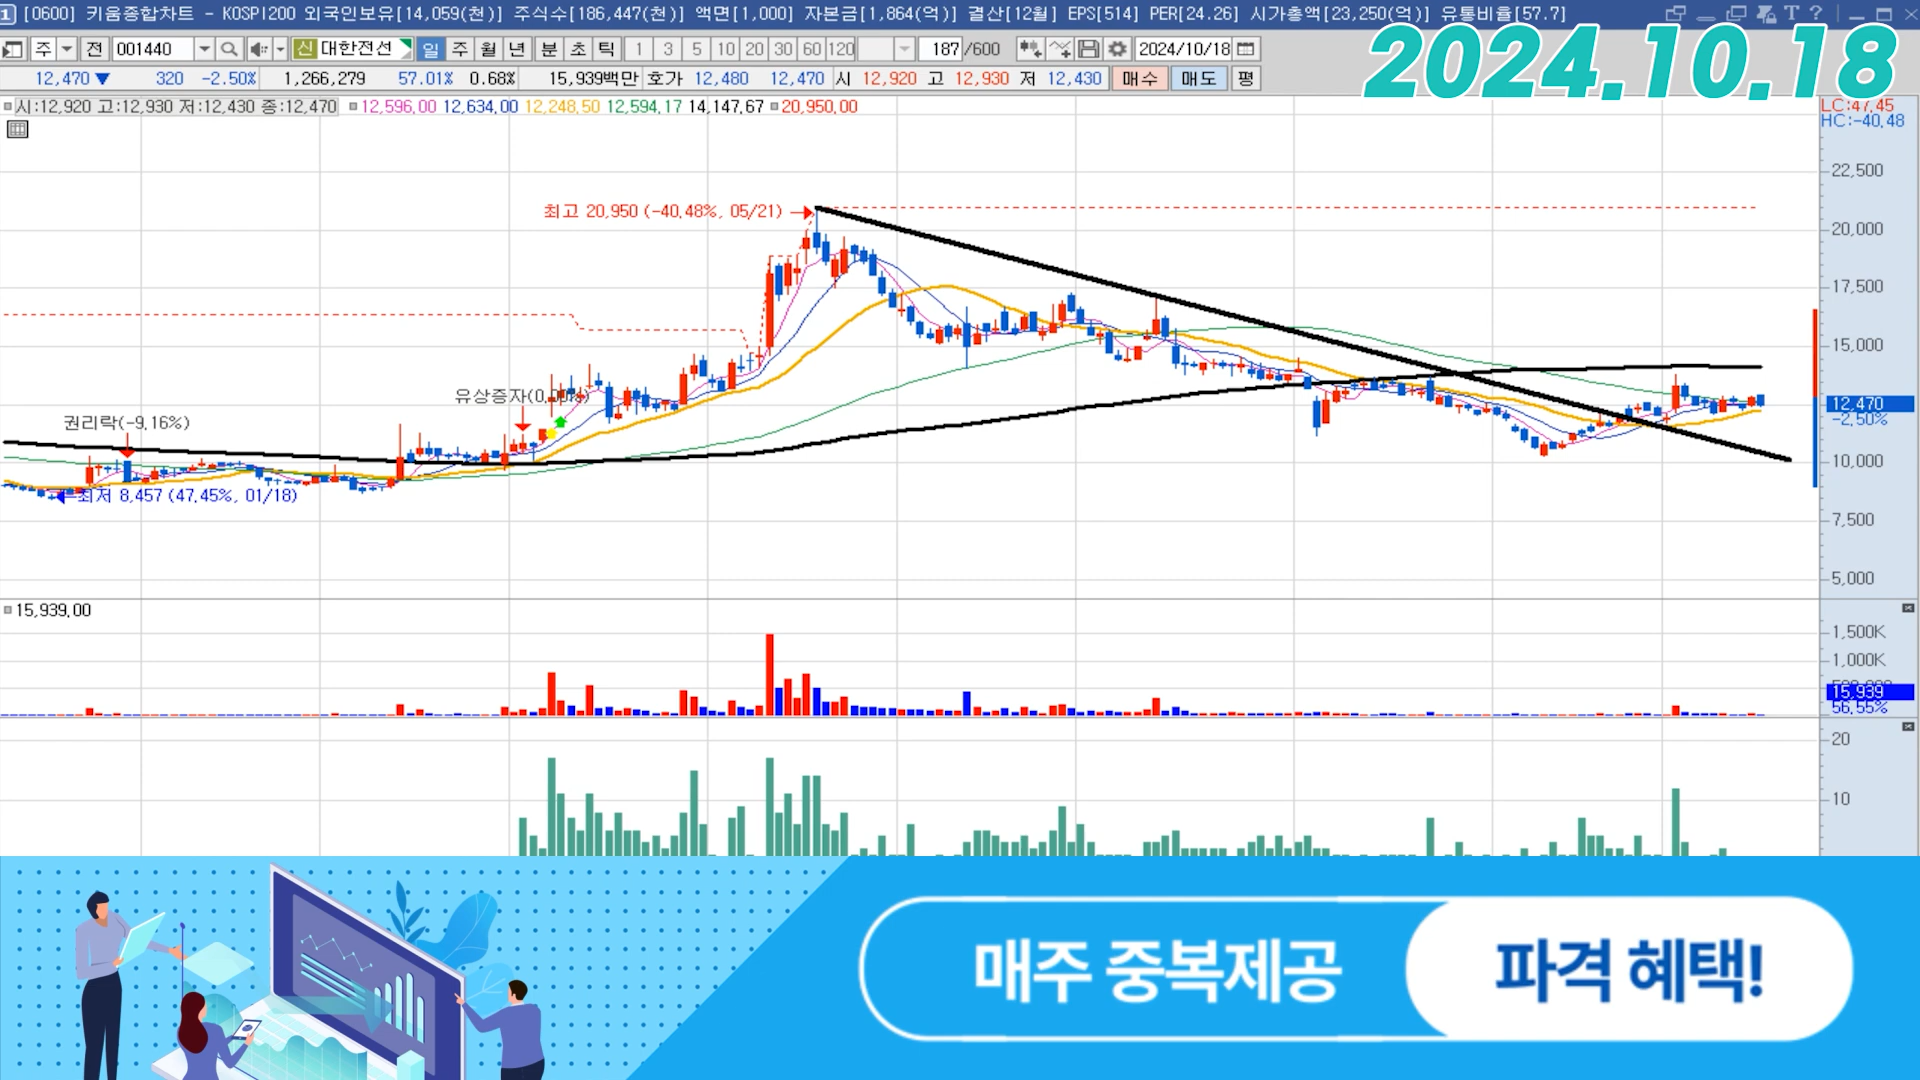 1 [0600] 키움종합차트 - KOSPI200 외국인보유[14,059(천)] 주식수[186,447(천)] 액면[1,000] 자본금[1,864(억)] 결산[12월] EPS[514] PER[24.26] 시가총액[23,250(억)] 유통비율[57.7]
주 전 001440 신 대한전선 일 주 월 년 분 초 틱 1 3 5 10 20 30 60 120 187 /600 2024/10/18
2024.10.18
12,470 ▼ 320 -2.50% 1,266,279 57.01% 0.68% 15,939백만 호가 12,480 12,470 시 12,920 고 12,930 저 12,430 매수 매도 평
시:12,920 고:12,930 저:12,430 종:12,470 12,596.00 12,634.00 12,248.50 12,594.17 14,147.67 20,950.00
LC:47.45
HC:-40.48
22,500
최고 20,950 (-40.48%, 05/21)
20,000
17,500
15,000
유상증자(0.00%)
12,470
권리락(-9.16%)
-2.50%
10,000
최저 8,457 (47.45%, 01/18)
7,500
5,000
15,939.00
1,500K
1,000K
15,939
56.55%
20
10
매주 중복제공
파격 혜택!